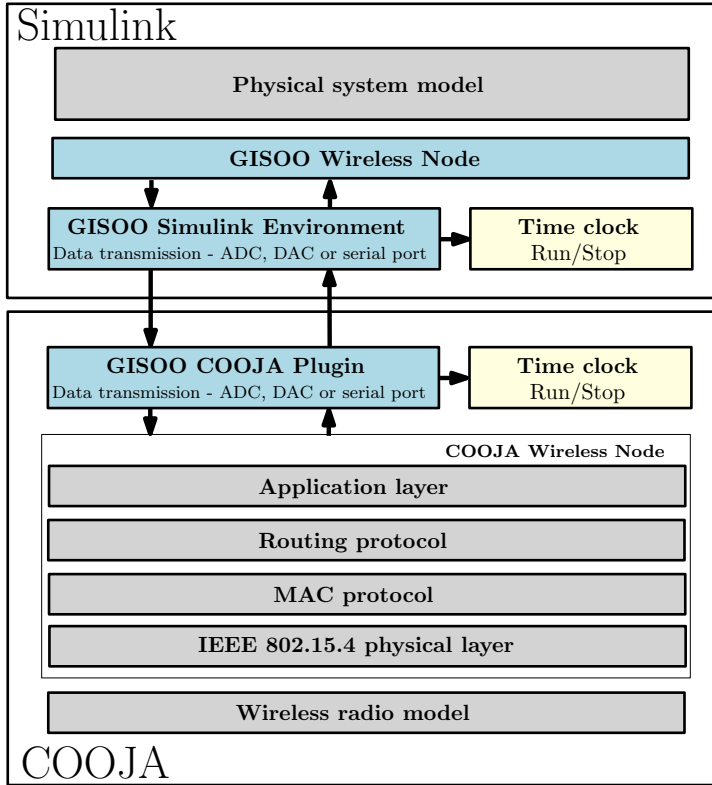 Simulink
Physical system model
GISOO Wireless Node
GISOO Simulink Environment
Data transmission - ADC, DAC or serial port
Time clock
Run/Stop
GISOO COOJA Plugin
Data transmission - ADC, DAC or serial port
Time clock
Run/Stop
COOJA Wireless Node
Application layer
Routing protocol
MAC protocol
IEEE 802.15.4 physical layer
Wireless radio model
COOJA